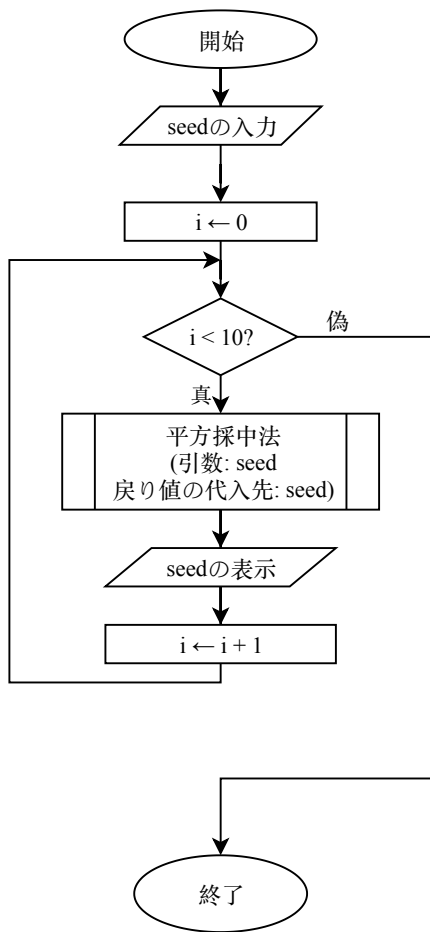 開始
seedの入力
i ← 0
i < 10?
偽
真
平方採中法
(引数: seed
戻り値の代入先: seed)
seedの表示
i ← i + 1
終了